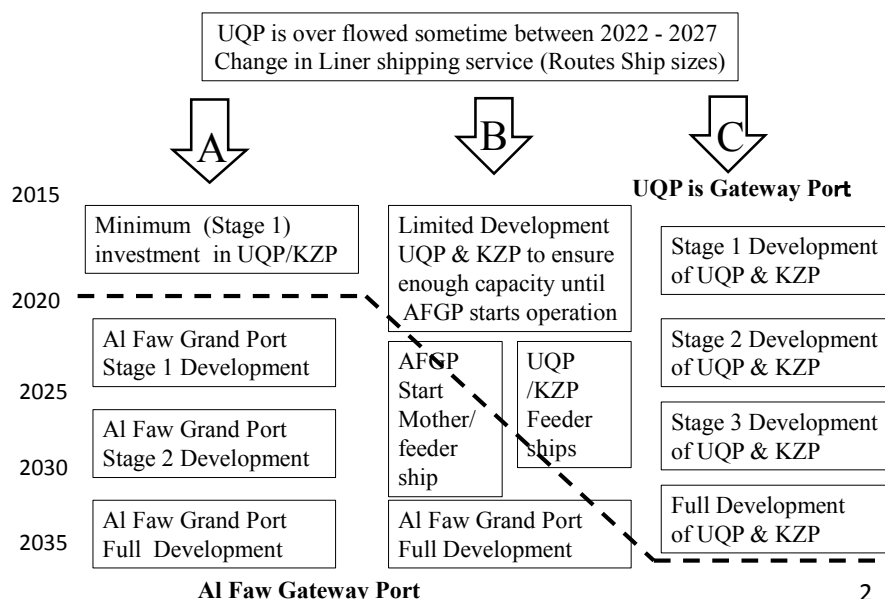 UQP is over flowed sometime between 2022 - 2027
Change in Liner shipping service (Routes Ship sizes)
A
B
C
UQP is Gateway Port
2015
2020
2025
2030
2035
Minimum (Stage 1)
investment in UQP/KZP
Al Faw Grand Port
Stage 1 Development
Al Faw Grand Port
Stage 2 Development
Al Faw Grand Port
Full Development
Limited Development
UQP & KZP to ensure
enough capacity until
AFGP starts operation
AFGP
Start
Mother/
feeder
ship
UQP
/KZP
Feeder
ships
Al Faw Grand Port
Full Development
Stage 1 Development
of UQP & KZP
Stage 2 Development
of UQP & KZP
Stage 3 Development
of UQP & KZP
Full Development
of UQP & KZP
Al Faw Gateway Port
2